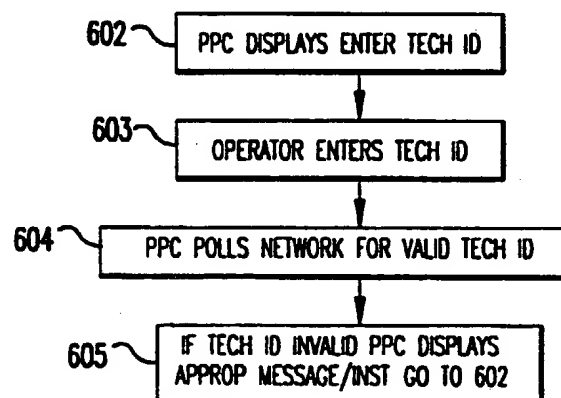 602
PPC DISPLAYS ENTER TECH ID
603
OPERATOR ENTERS TECH ID
604
PPC POLLS NETWORK FOR VALID TECH ID
605
IF TECH ID INVALID PPC DISPLAYS
APPROP MESSAGE/INST GO TO 602